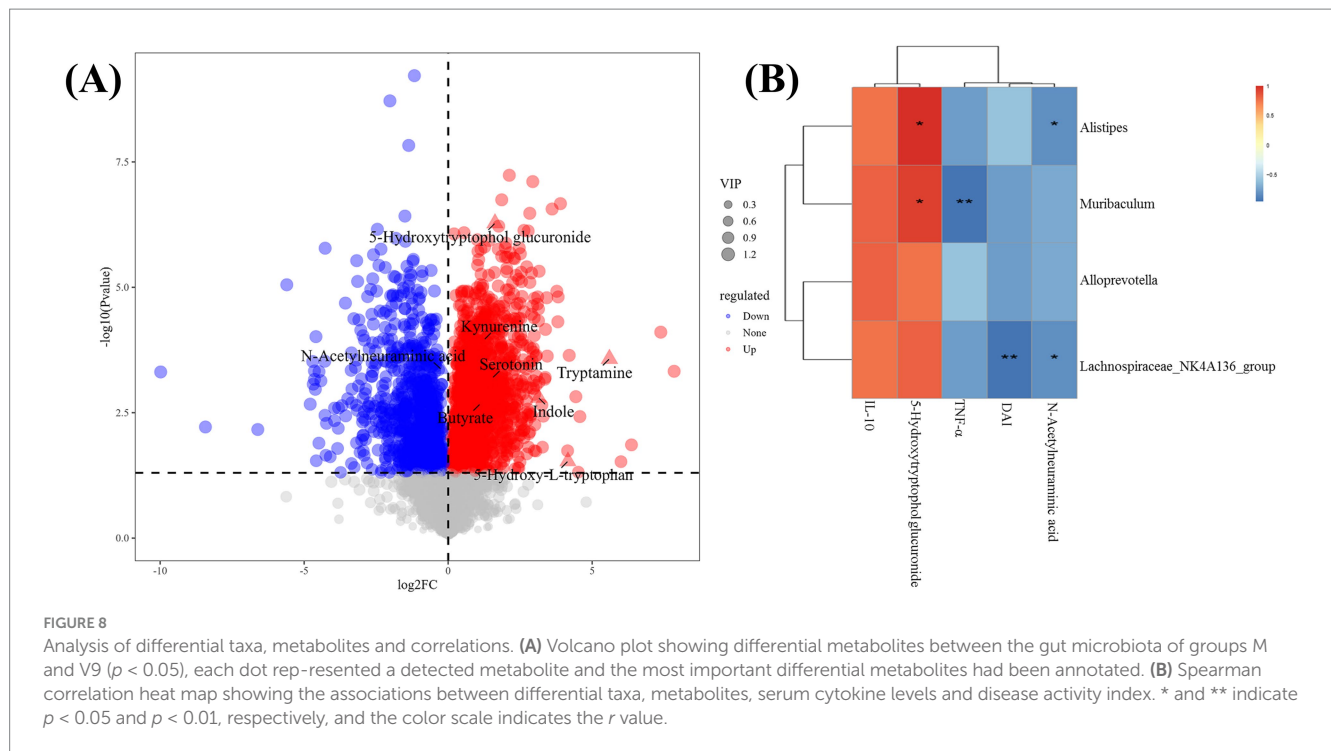 (A)
7.5
5.0
2.5
0.0
-log10(Pvalue)
-10
-5
0
5
log2FC
5-Hydroxytryptophol glucuronide
Kynurenine
N-Acetylneuraminic acid
Serotonin
Tryptamine
Butyrate
Indole
5-Hydroxy-L-tryptophan
VIP
0.3
0.6
0.9
1.2
regulated
Down
None
Up
(B)
* *
Alistipes
* **
Muribaculum
Alloprevotella
** *
Lachnospiraceae_NK4A136_group
IL-10
5-Hydroxytryptophol glucuronide
TNF-α
DAI
N-Acetylneuraminic acid
1
0.5
0
-0.5
FIGURE 8
Analysis of differential taxa, metabolites and correlations. (A) Volcano plot showing differential metabolites between the gut microbiota of groups M
and V9 (p < 0.05), each dot rep-resented a detected metabolite and the most important differential metabolites had been annotated. (B) Spearman
correlation heat map showing the associations between differential taxa, metabolites, serum cytokine levels and disease activity index. * and ** indicate
p < 0.05 and p < 0.01, respectively, and the color scale indicates the r value.